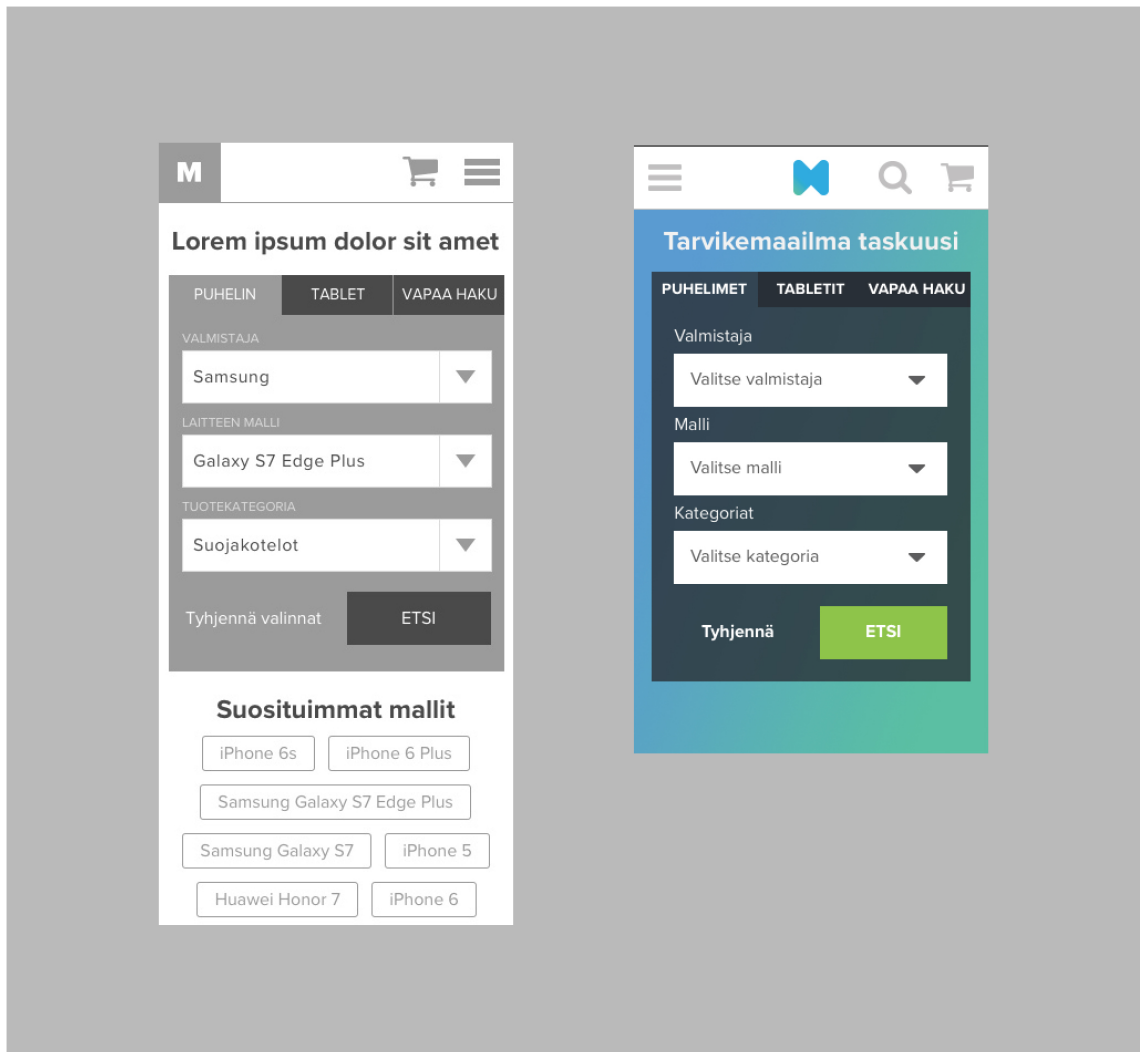 M
Lorem ipsum dolor sit amet
PUHELIN TABLET VAPAA HAKU
VALMISTAJA
Samsung
LAITTEEN MALLI
Galaxy S7 Edge Plus
TUOTEKATEGORIA
Suojakotelot
Tyhjennä valinnat ETSI
Suosituimmat mallit
iPhone 6s iPhone 6 Plus
Samsung Galaxy S7 Edge Plus
Samsung Galaxy S7 iPhone 5
Huawei Honor 7 iPhone 6
Tarvikemaailma taskuusi
PUHELIMET TABLETIT VAPAA HAKU
Valmistaja
Valitse valmistaja
Malli
Valitse malli
Kategoriat
Valitse kategoria
Tyhjennä ETSI